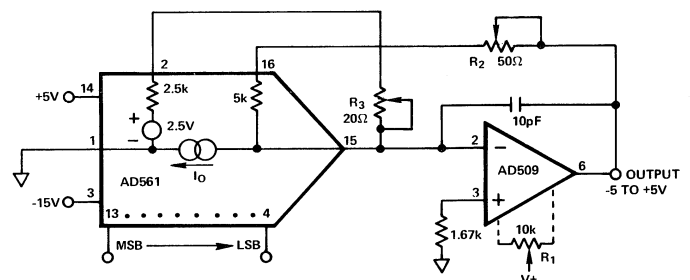 2
16
R2 50Ω
14
+5V
2.5k
5k
R3
20Ω
10pF
+
2.5V
−
1
15
2
−
AD509
6
OUTPUT
-5 TO +5V
IO
AD561
3
-15V
3
+
13
4
1.67k
10k
R1
MSB
LSB
V+